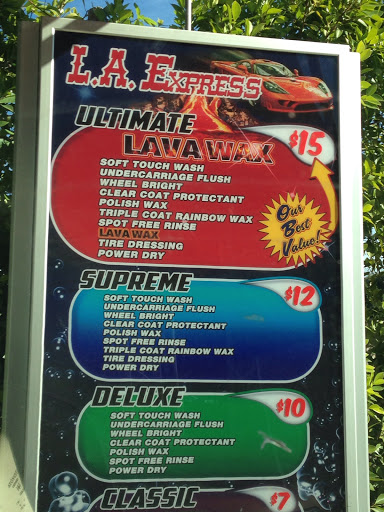 L.A. EXPRESS
ULTIMATE
LAVA WAX
$15
SOFT TOUCH WASH
UNDERCARRIAGE FLUSH
WHEEL BRIGHT
CLEAR COAT PROTECTANT
POLISH WAX
TRIPLE COAT RAINBOW WAX
SPOT FREE RINSE
LAVA WAX
TIRE DRESSING
POWER DRY
Our
Best
Value!
SUPREME
$12
SOFT TOUCH WASH
UNDERCARRIAGE FLUSH
WHEEL BRIGHT
CLEAR COAT PROTECTANT
POLISH WAX
SPOT FREE RINSE
TRIPLE COAT RAINBOW WAX
TIRE DRESSING
POWER DRY
DELUXE
$10
SOFT TOUCH WASH
UNDERCARRIAGE FLUSH
WHEEL BRIGHT
CLEAR COAT PROTECTANT
POLISH WAX
SPOT FREE RINSE
POWER DRY
CLASSIC
$7